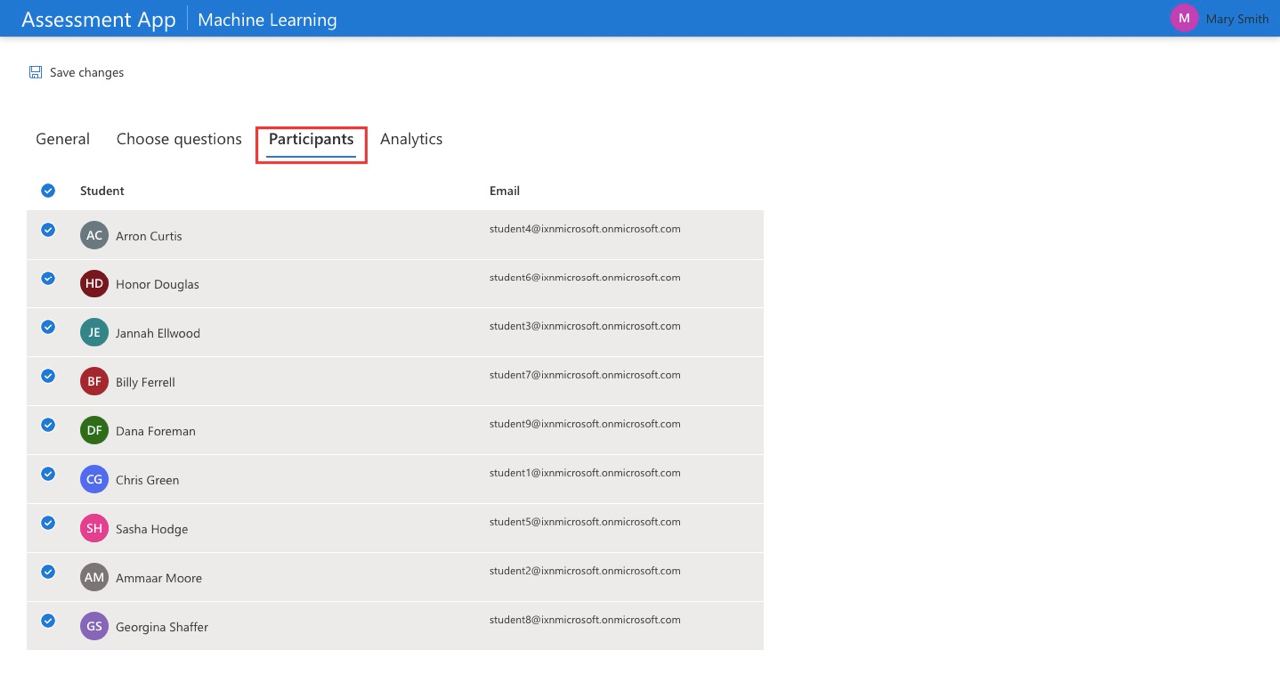 Assessment App Machine Learning M Mary Smith
Save changes
General Choose questions Participants Analytics
Student Email
AC Arron Curtis student4@ixnmicrosoft.onmicrosoft.com
HD Honor Douglas student6@ixnmicrosoft.onmicrosoft.com
JE Jannah Ellwood student3@ixnmicrosoft.onmicrosoft.com
BF Billy Ferrell student7@ixnmicrosoft.onmicrosoft.com
DF Dana Foreman student9@ixnmicrosoft.onmicrosoft.com
CG Chris Green student1@ixnmicrosoft.onmicrosoft.com
SH Sasha Hodge student5@ixnmicrosoft.onmicrosoft.com
AM Ammaar Moore student2@ixnmicrosoft.onmicrosoft.com
GS Georgina Shaffer student8@ixnmicrosoft.onmicrosoft.com